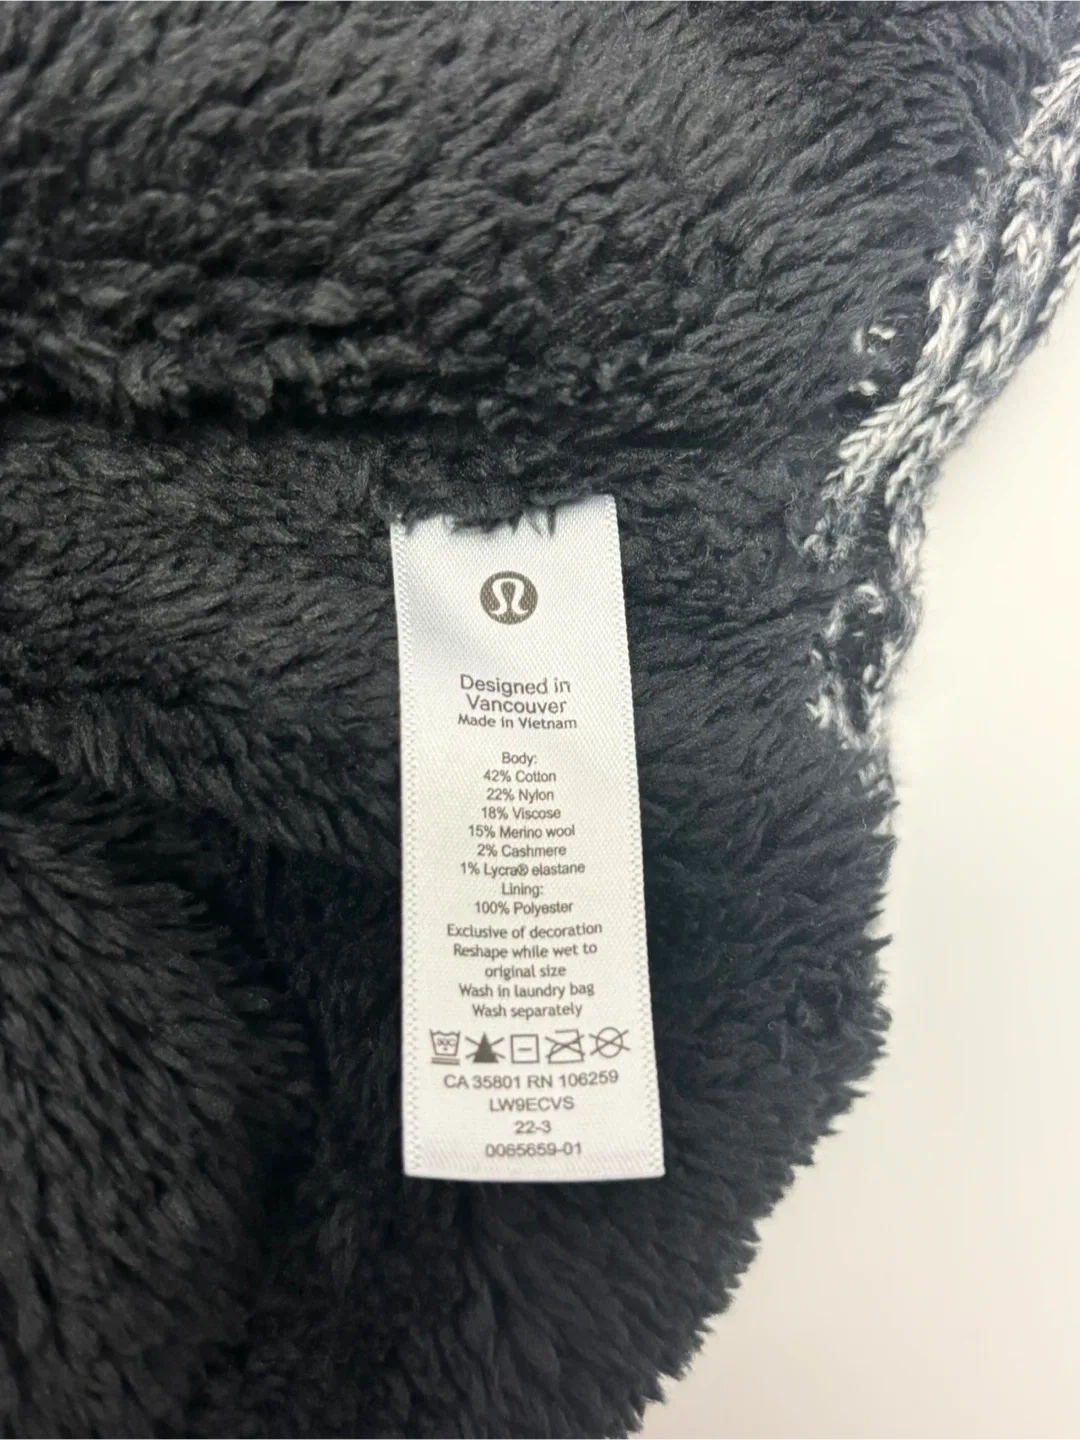 Designed in
Vancouver
Made in Vietnam
Body:
42% Cotton
22% Nylon
18% Viscose
15% Merino wool
2% Cashmere
1% Lycra® elastane
Lining:
100% Polyester
Exclusive of decoration
Reshape while wet to
original size
Wash in laundry bag
Wash separately
30C
CA 35801 RN 106259
LW9ECVS
22-3
0065659-01